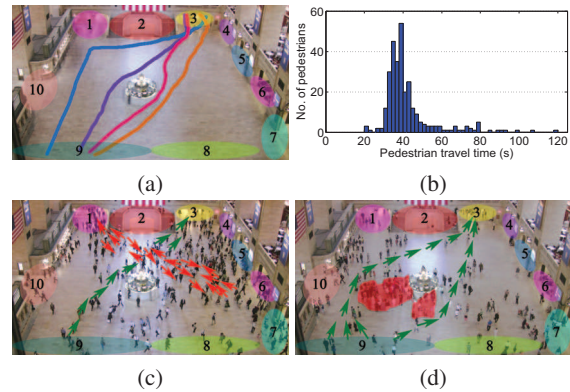 1 2 3 4 5 6 7 8 9 10
(a)
No. of pedestrians
60
40
20
0
0 20 40 60 80 100 120
Pedestrian travel time (s)
(b)
1 2 3 4 5 6 7 8 9 10
(c)
1 2 3 4 5 6 7 8 9 10
(d)